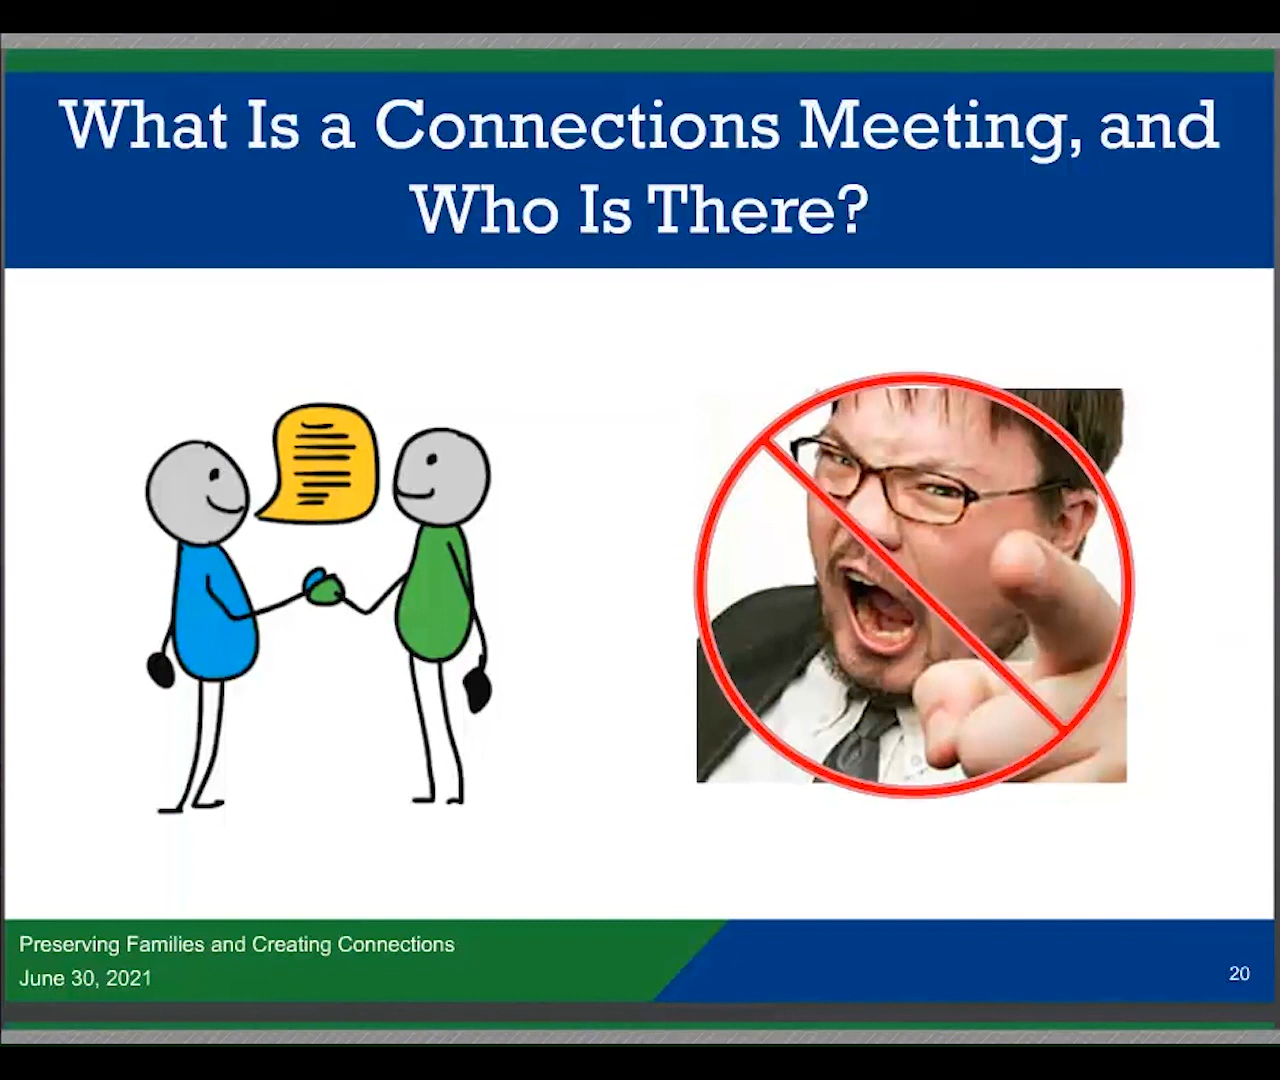 What Is a Connections Meeting, and
Who Is There?
Preserving Families and Creating Connections
June 30, 2021
20